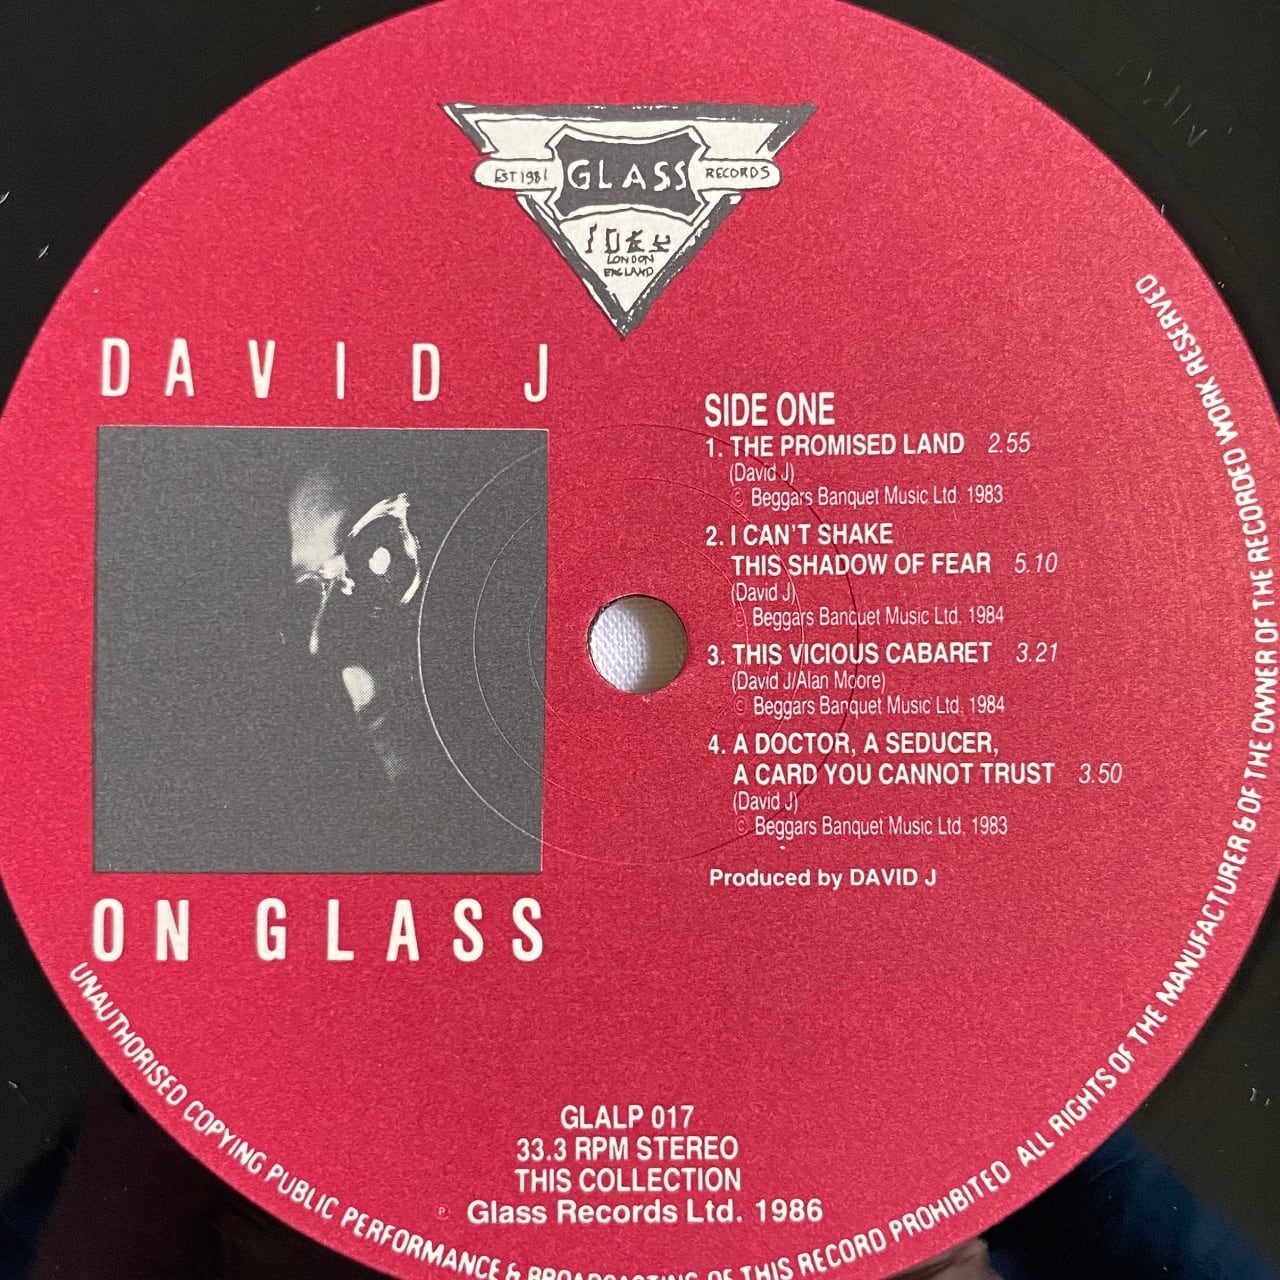 EST 1981 GLASS RECORDS
LONDON
ENGLAND
DAVID J
ON GLASS
SIDE ONE
1. THE PROMISED LAND 2.55
(David J)
© Beggars Banquet Music Ltd. 1983
2. I CAN'T SHAKE
THIS SHADOW OF FEAR 5.10
(David J)
© Beggars Banquet Music Ltd. 1984
3. THIS VICIOUS CABARET 3.21
(David J/Alan Moore)
© Beggars Banquet Music Ltd. 1984
4. A DOCTOR, A SEDUCER,
A CARD YOU CANNOT TRUST 3.50
(David J)
© Beggars Banquet Music Ltd. 1983
Produced by DAVID J
GLALP 017
33.3 RPM STEREO
THIS COLLECTION
℗ Glass Records Ltd. 1986
UNAUTHORISED COPYING PUBLIC PERFORMANCE & BROADCASTING OF THIS RECORD PROHIBITED ALL RIGHTS OF THE MANUFACTURER & OF THE OWNER OF THE RECORDED WORK RESERVED